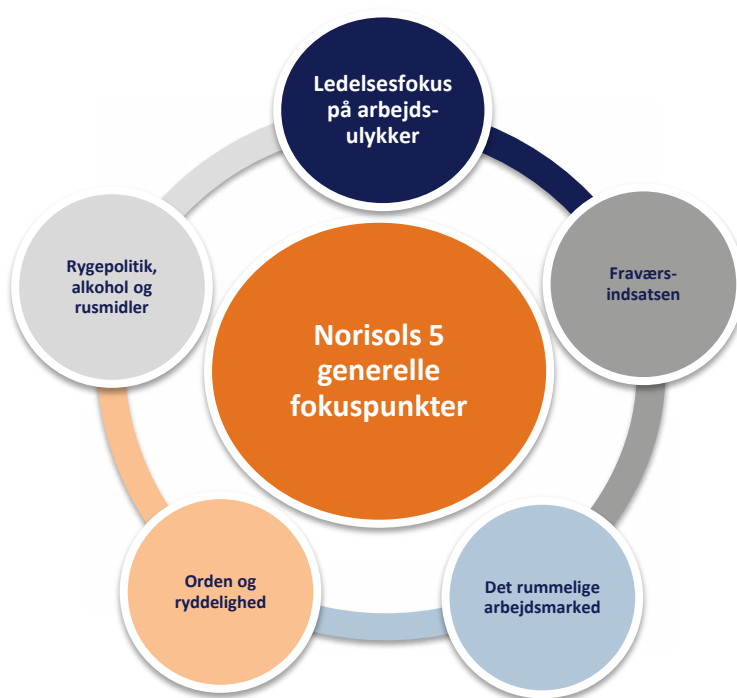 Ledelsesfokus
på arbejds-
ulykker
Fraværs-
indsatsen
Det rummelige
arbejdsmarked
Orden og
ryddelighed
Rygepolitik,
alkohol og
rusmidler
Norisols 5
generelle
fokuspunkter